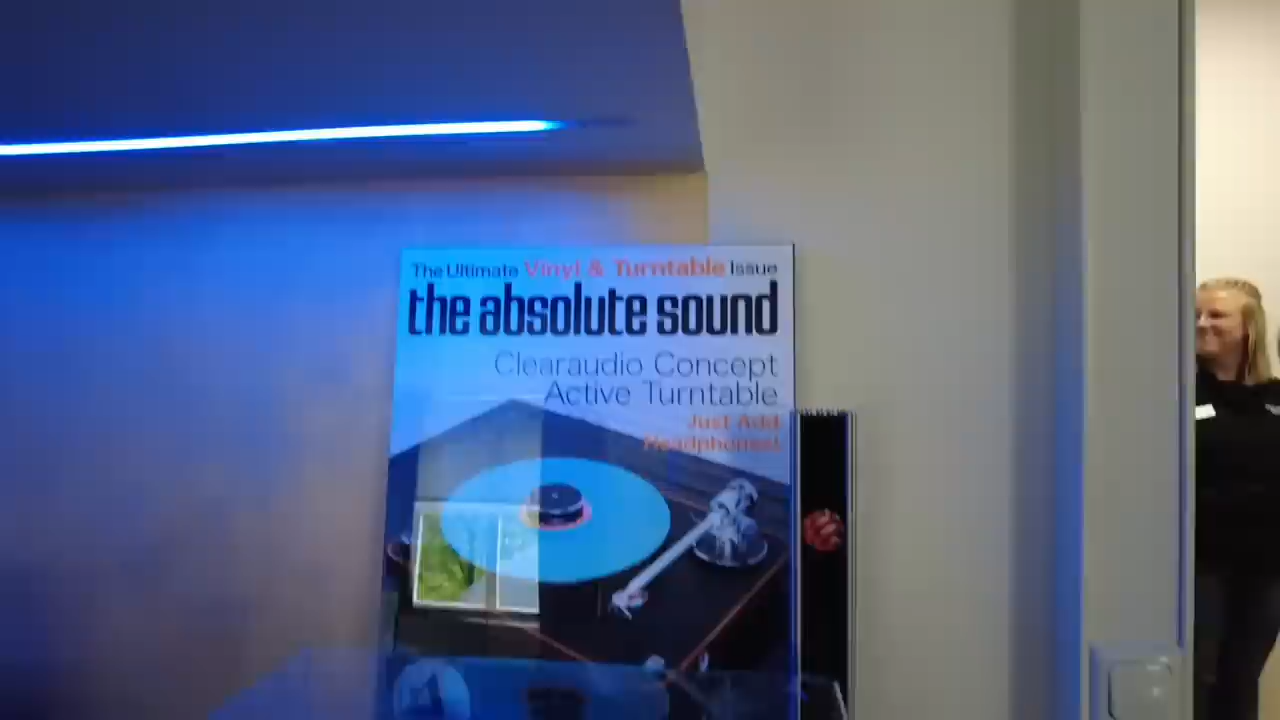 The Ultimate Vinyl & Turntable Issue
the absolute sound
Clearaudio Concept
Active Turntable
Just Add
Headphones!